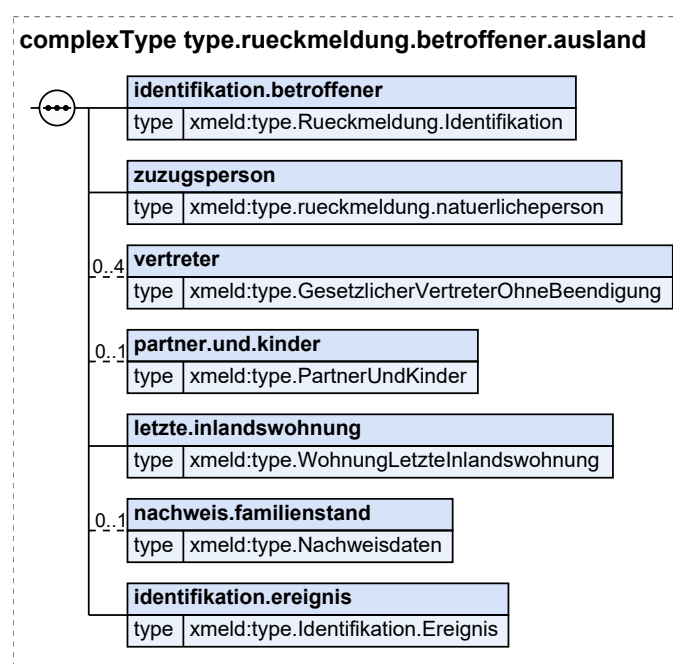 complexType type.rueckmeldung.betroffener.ausland
identifikation.betroffener
type xmeld:type.Rueckmeldung.Identifikation
zuzugsperson
type xmeld:type.rueckmeldung.natuerlicheperson
0..4 vertreter
type xmeld:type.GesetzlicherVertreterOhneBeendigung
0..1 partner.und.kinder
type xmeld:type.PartnerUndKinder
letzte.inlandswohnung
type xmeld:type.WohnungLetzteInlandswohnung
0..1 nachweis.familienstand
type xmeld:type.Nachweisdaten
identifikation.ereignis
type xmeld:type.Identifikation.Ereignis